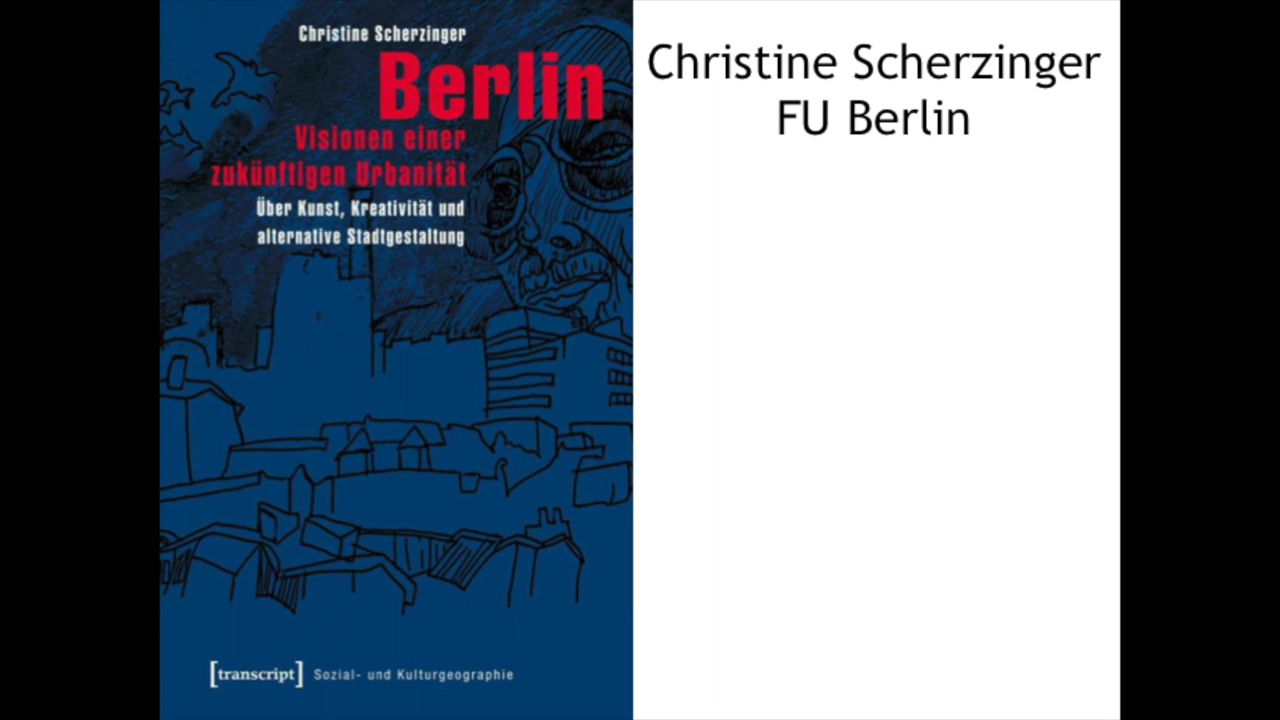 Christine Scherzinger
Berlin
Visionen einer
zukünftigen Urbanität
Über Kunst, Kreativität und
alternative Stadtgestaltung
[transcript] Sozial- und Kulturgeographie
Christine Scherzinger
FU Berlin